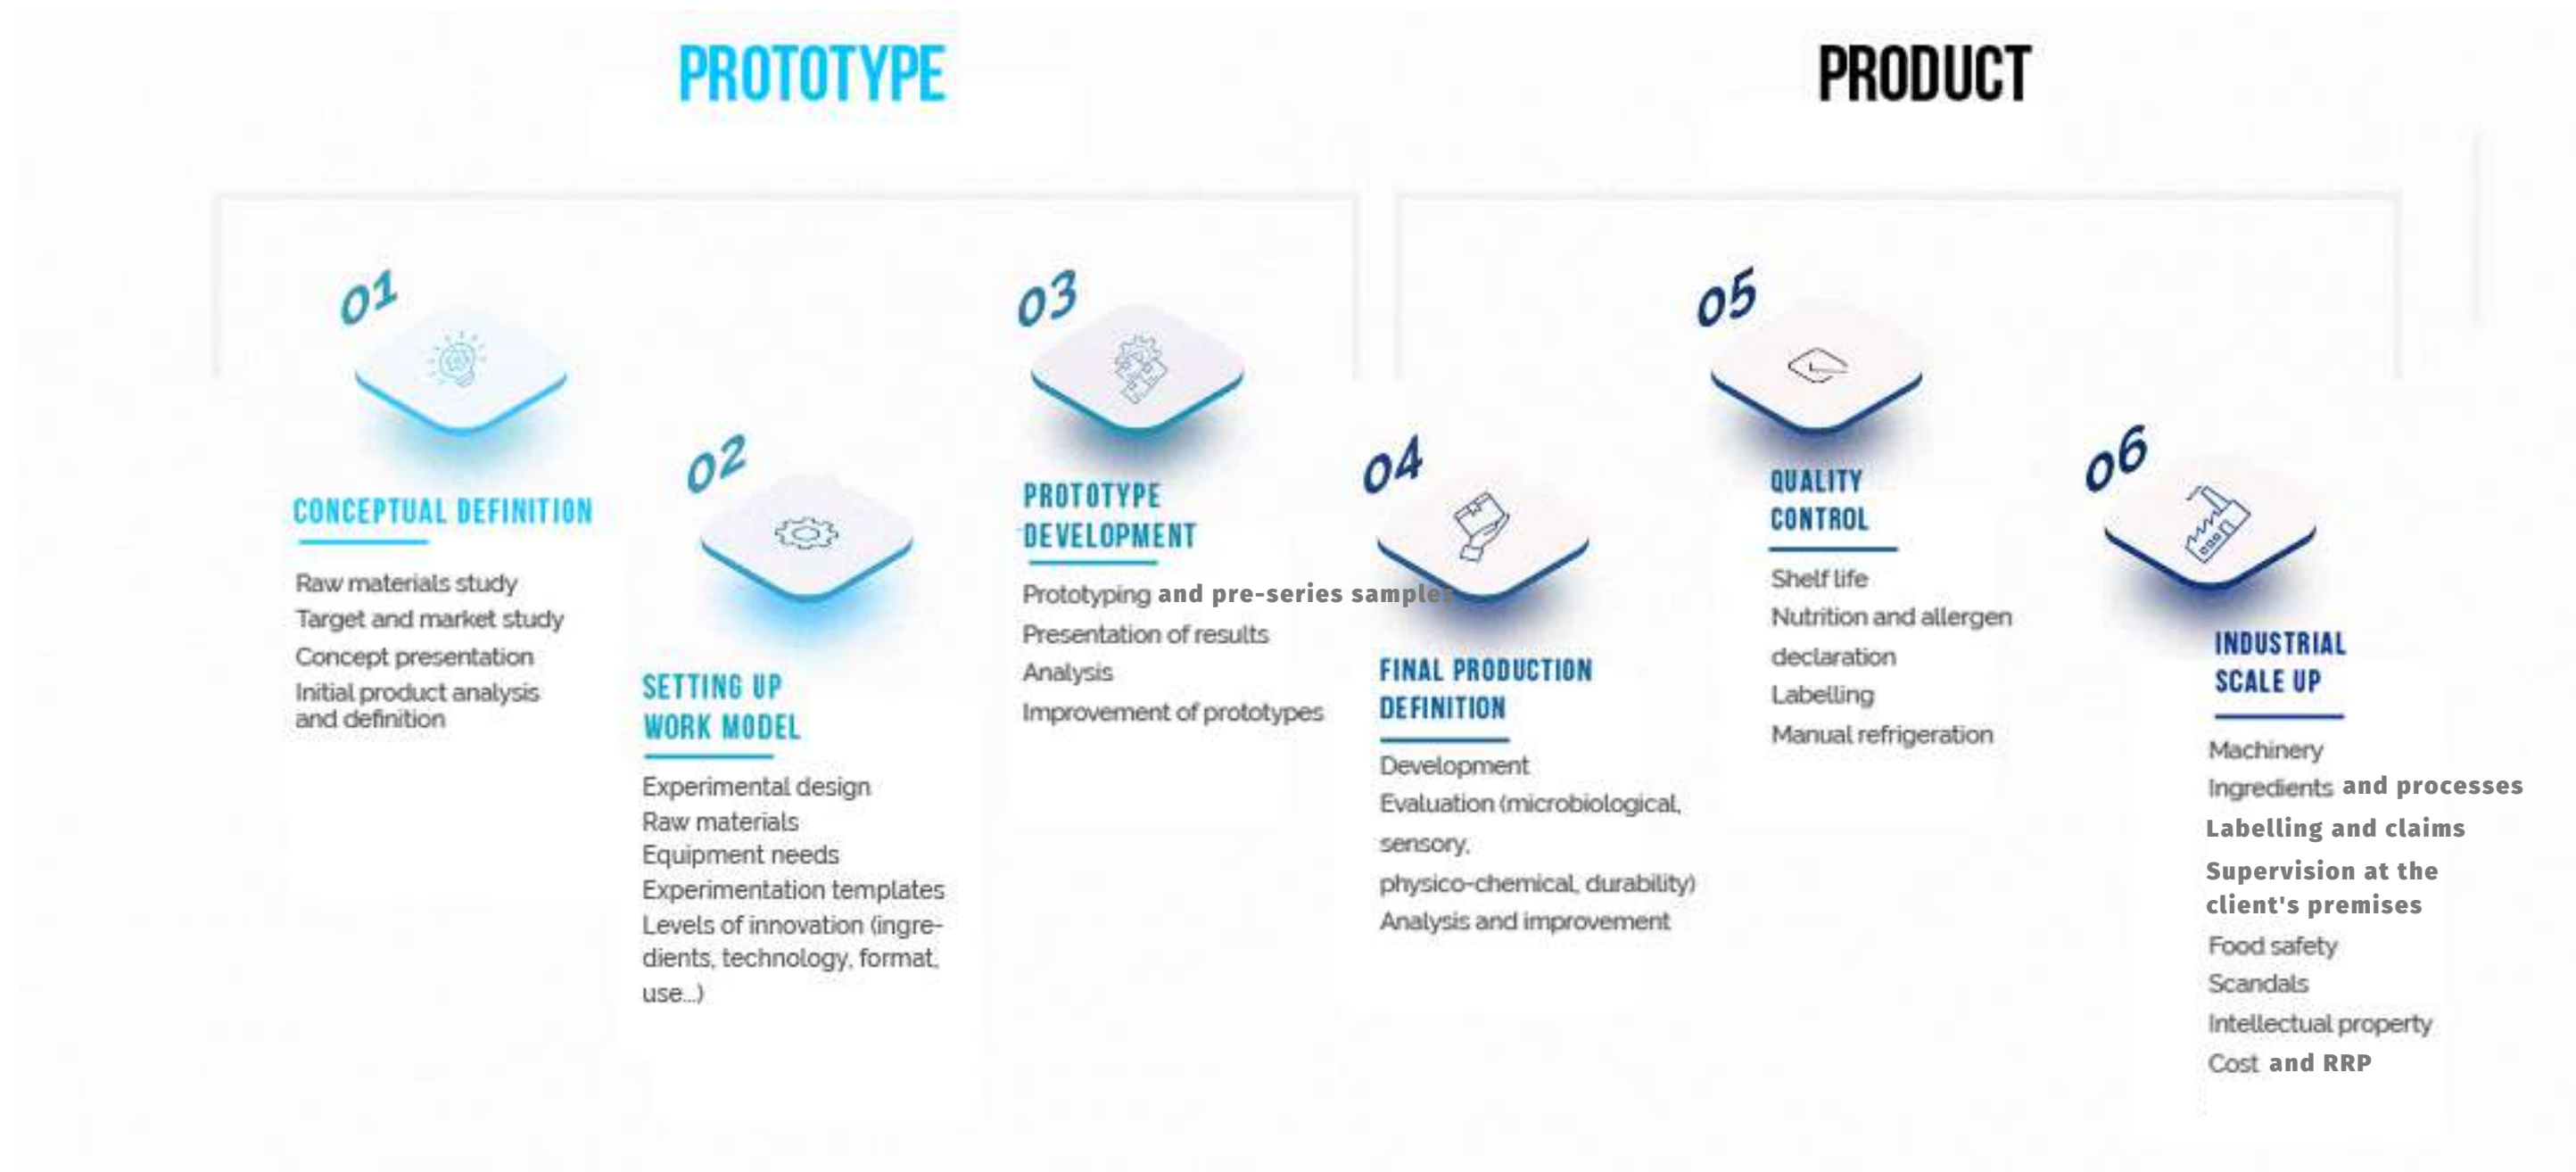 PROTOTYPE
PRODUCT
01
CONCEPTUAL DEFINITION
Raw materials study
Target and market study
Concept presentation
Initial product analysis
and definition
02
SETTING UP
WORK MODEL
Experimental design
Raw materials
Equipment needs
Experimentation templates
Levels of innovation (ingre-
dients, technology, format,
use...)
03
PROTOTYPE
DEVELOPMENT
Prototyping and pre-series samples
Presentation of results
Analysis
Improvement of prototypes
04
FINAL PRODUCTION
DEFINITION
Development
Evaluation (microbiological,
sensory,
physico-chemical, durability)
Analysis and improvement
05
QUALITY
CONTROL
Shelf life
Nutrition and allergen
declaration
Labelling
Manual refrigeration
06
INDUSTRIAL
SCALE UP
Machinery
Ingredients and processes
Labelling and claims
Supervision at the
client's premises
Food safety
Scandals
Intellectual property
Cost and RRP